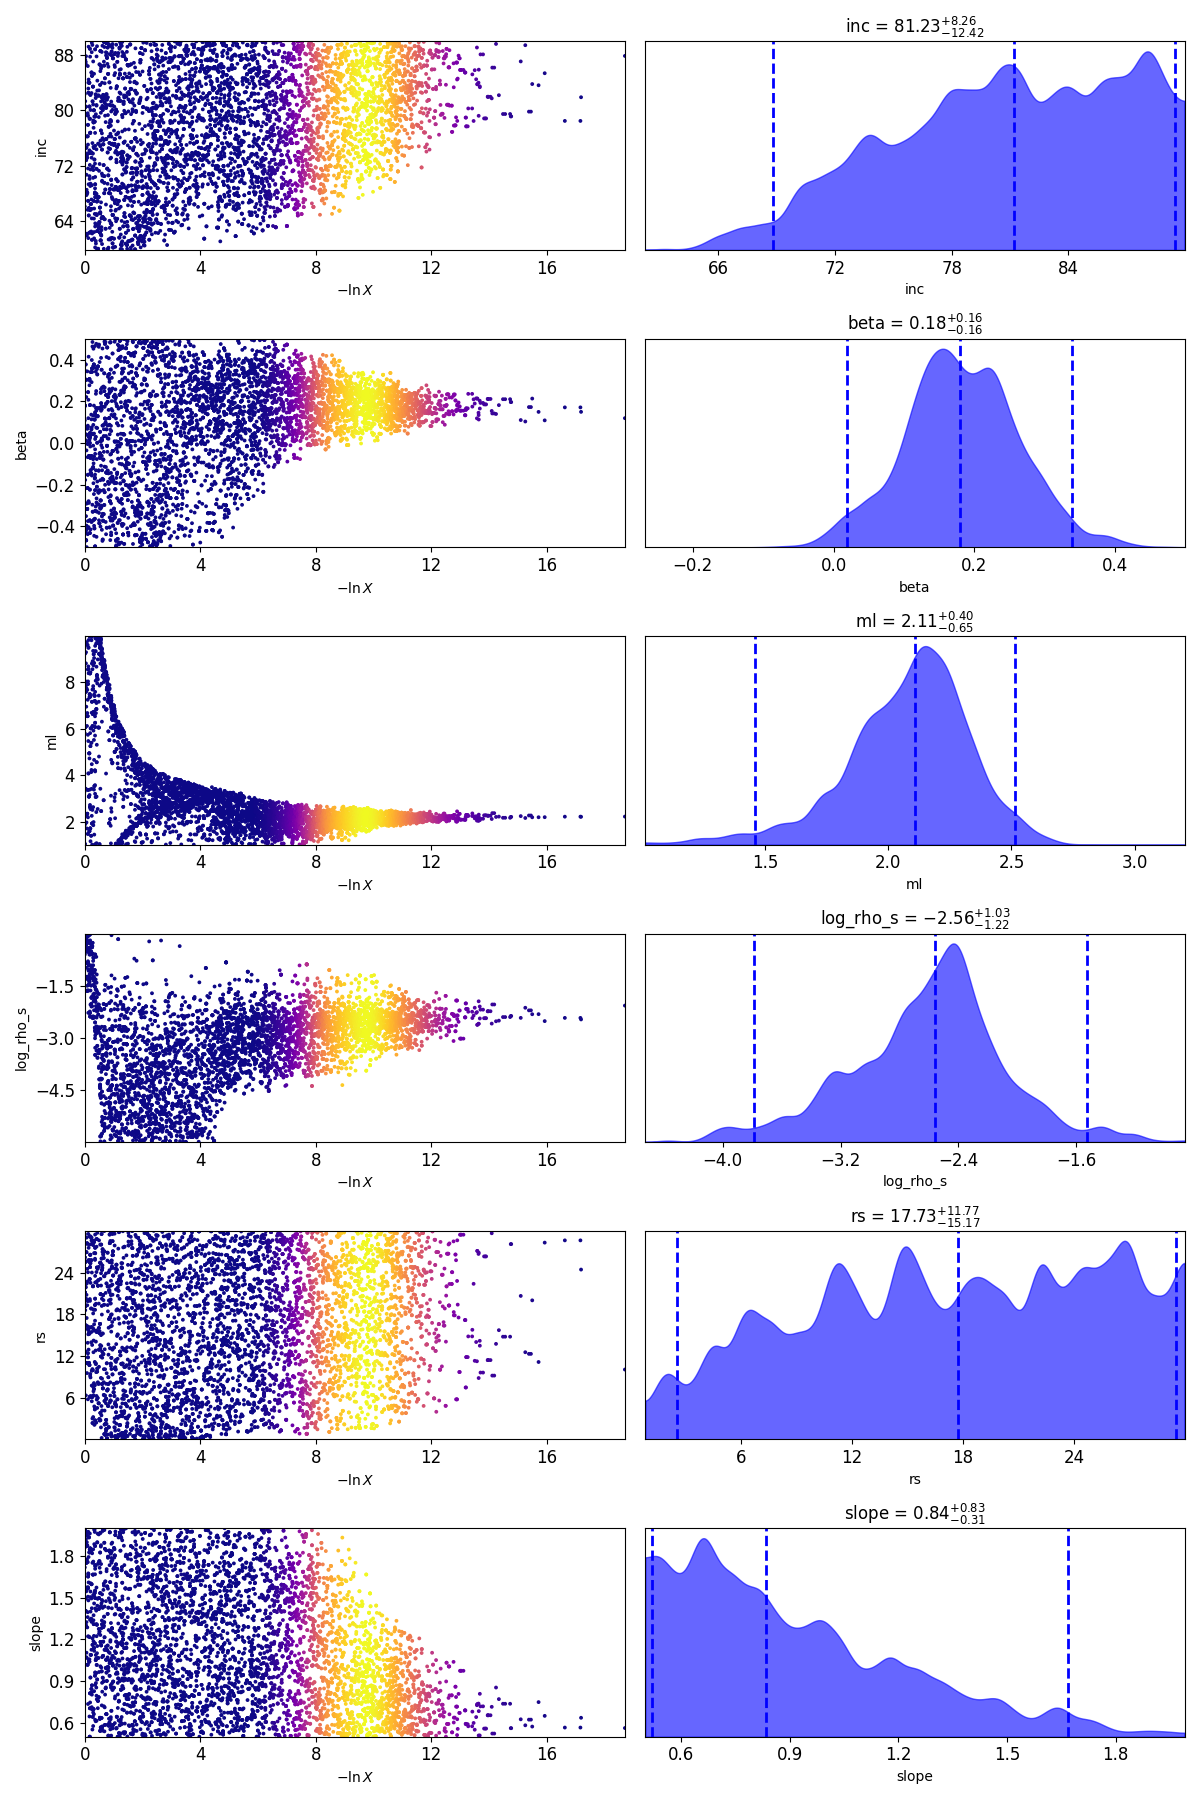 inc = 81.23 +8.26 −12.42
88
80
72
64
inc
0 4 8 12 16
−ln X
66 72 78 84
inc
beta = 0.18 +0.16 −0.16
0.4
0.2
0.0
−0.2
−0.4
beta
0 4 8 12 16
−ln X
−0.2 0.0 0.2 0.4
beta
ml = 2.11 +0.40 −0.65
8
6
4
2
ml
0 4 8 12 16
−ln X
1.5 2.0 2.5 3.0
ml
log_rho_s = −2.56 +1.03 −1.22
−1.5
−3.0
−4.5
log_rho_s
0 4 8 12 16
−ln X
−4.0 −3.2 −2.4 −1.6
log_rho_s
rs = 17.73 +11.77 −15.17
24
18
12
6
rs
0 4 8 12 16
−ln X
6 12 18 24
rs
slope = 0.84 +0.83 −0.31
1.8
1.5
1.2
0.9
0.6
slope
0 4 8 12 16
−ln X
0.6 0.9 1.2 1.5 1.8
slope